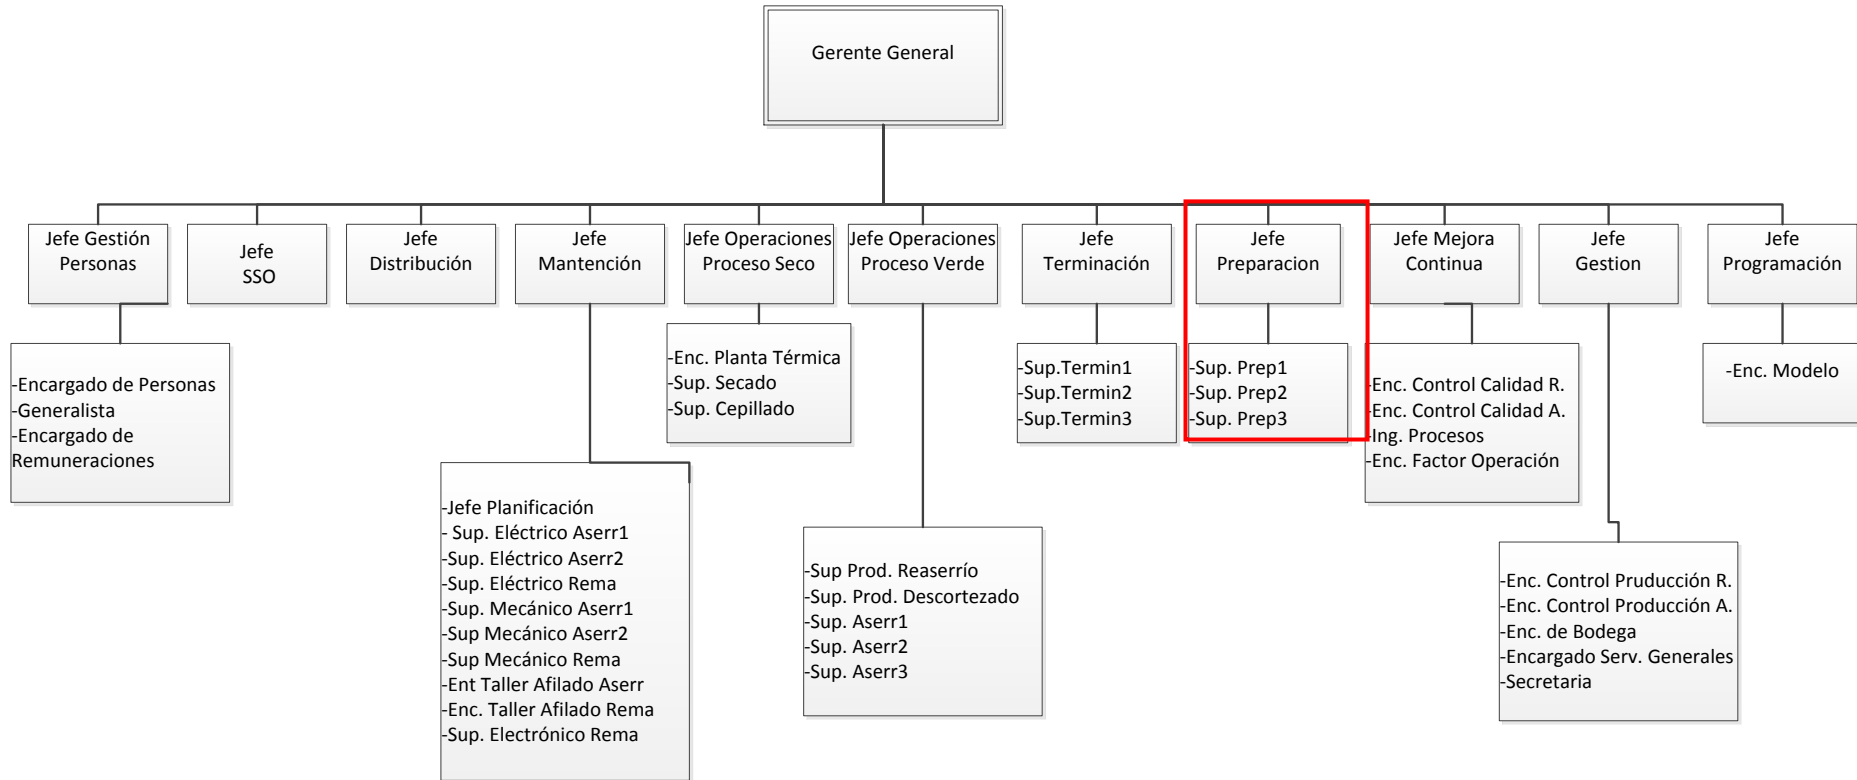 Gerente General
Jefe Gestión
Personas
Jefe
SSO
Jefe
Distribución
Jefe
Mantención
Jefe Operaciones
Proceso Seco
Jefe Operaciones
Proceso Verde
Jefe
Terminación
Jefe
Preparacion
Jefe Mejora
Continua
Jefe
Gestion
Jefe
Programación
-Encargado de Personas
-Generalista
-Encargado de
Remuneraciones
-Jefe Planificación
- Sup. Eléctrico Aserr1
-Sup. Eléctrico Aserr2
-Sup. Eléctrico Rema
-Sup. Mecánico Aserr1
-Sup Mecánico Aserr2
-Sup Mecánico Rema
-Ent Taller Afilado Aserr
-Enc. Taller Afilado Rema
-Sup. Electrónico Rema
-Enc. Planta Térmica
-Sup. Secado
-Sup. Cepillado
-Sup Prod. Reaserrío
-Sup. Prod. Descortezado
-Sup. Aserr1
-Sup. Aserr2
-Sup. Aserr3
-Sup.Termin1
-Sup.Termin2
-Sup.Termin3
-Sup. Prep1
-Sup. Prep2
-Sup. Prep3
-Enc. Control Calidad R.
-Enc. Control Calidad A.
-Ing. Procesos
-Enc. Factor Operación
-Enc. Control Pruducción R.
-Enc. Control Producción A.
-Enc. de Bodega
-Encargado Serv. Generales
-Secretaria
-Enc. Modelo